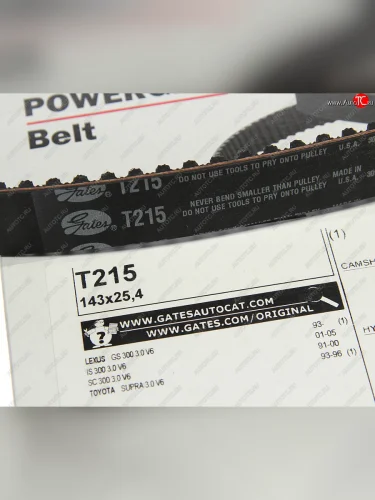 www.AutoTC.ru
POWERG
Belt
Gates T215 DO NOT USE TOOLS TO PRY ONTO PULLEY U.S.A. 30
NEVER BEND SMALLER THAN PULLEY MADE IN
Gates T215 DO NOT USE TOOLS TO PRY ONTO PULLEY U.S.A. 30
T215
143x25,4
(1)
CAMSH
WWW.GATESAUTOCAT.COM
WWW.GATES.COM/ORIGINAL
LEXUS GS 300 3.0 V6 93- (1)
IS 300 3.0 V6 01-05
SC 300 3.0 V6 91-00
TOYOTA SUPRA 3.0 V6 93-96 (1)
HY